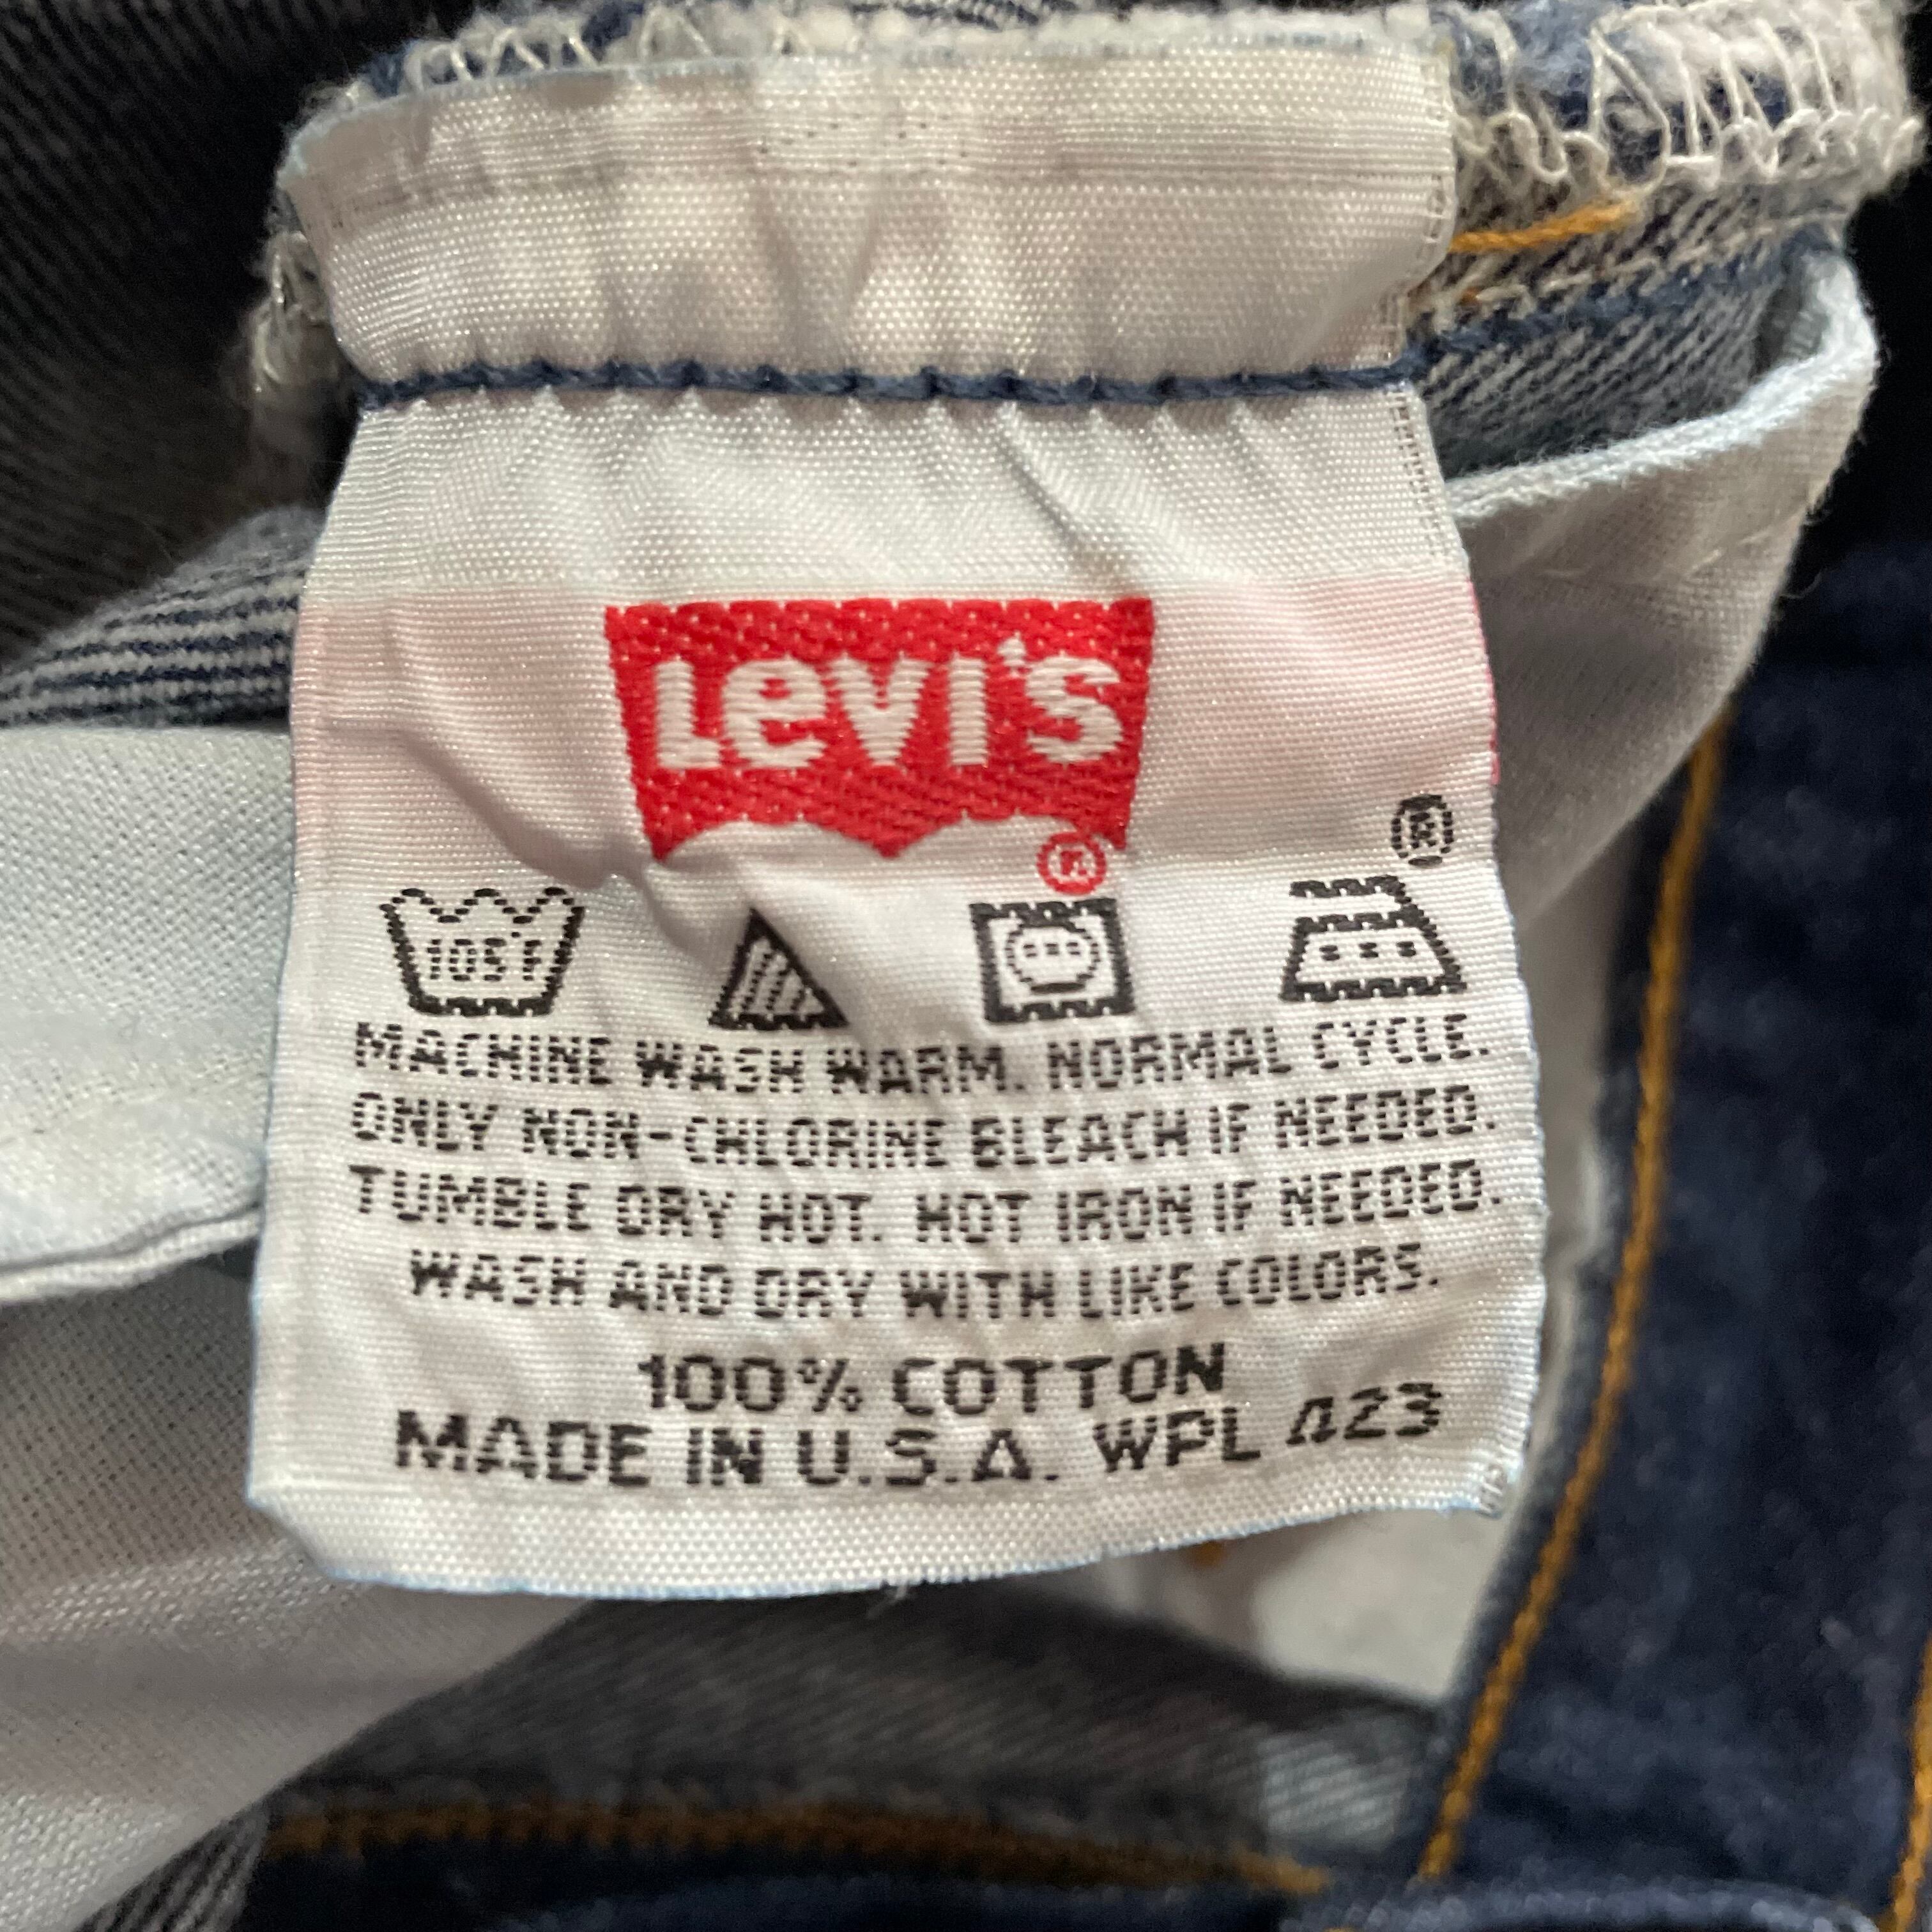 Levi's
®
®
105°F
MACHINE WASH WARM. NORMAL CYCLE.
ONLY NON-CHLORINE BLEACH IF NEEDED.
TUMBLE DRY HOT. HOT IRON IF NEEDED.
WASH AND DRY WITH LIKE COLORS.
100% COTTON
MADE IN U.S.A. WPL 423